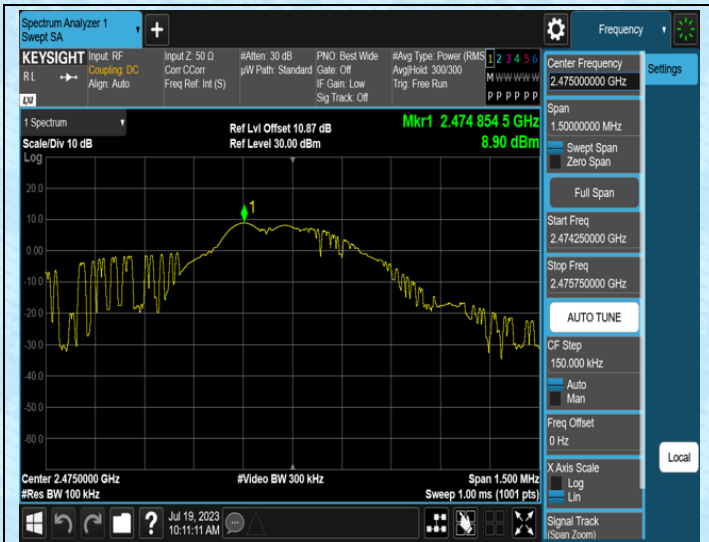 Spectrum Analyzer 1
Swept SA
+
Frequency
KEYSIGHT
R L
LXI
Input: RF
Coupling: DC
Align: Auto
Input Z: 50 Ω
Corr CCorr
Freq Ref: Int (S)
#Atten: 30 dB
µW Path: Standard
PNO: Best Wide
Gate: Off
IF Gain: Low
Sig Track: Off
#Avg Type: Power (RMS
Avg|Hold: 300/300
Trig: Free Run
1 2 3 4 5 6
M W W W W W
P P P P P P
1 Spectrum
Scale/Div 10 dB
Log
Ref Lvl Offset 10.87 dB
Ref Level 30.00 dBm
Mkr1 2.474 854 5 GHz
8.90 dBm
1
20.0
10.0
0.00
-10.0
-20.0
-30.0
-40.0
-50.0
-60.0
Center 2.4750000 GHz
#Res BW 100 kHz
#Video BW 300 kHz
Span 1.500 MHz
Sweep 1.00 ms (1001 pts)
Center Frequency
2.475000000 GHz
Settings
Span
1.50000000 MHz
Swept Span
Zero Span
Full Span
Start Freq
2.474250000 GHz
Stop Freq
2.475750000 GHz
AUTO TUNE
CF Step
150.000 kHz
Auto
Man
Freq Offset
0 Hz
X Axis Scale
Log
Lin
Local
Signal Track
(Span Zoom)
?
Jul 19, 2023
10:11:11 AM